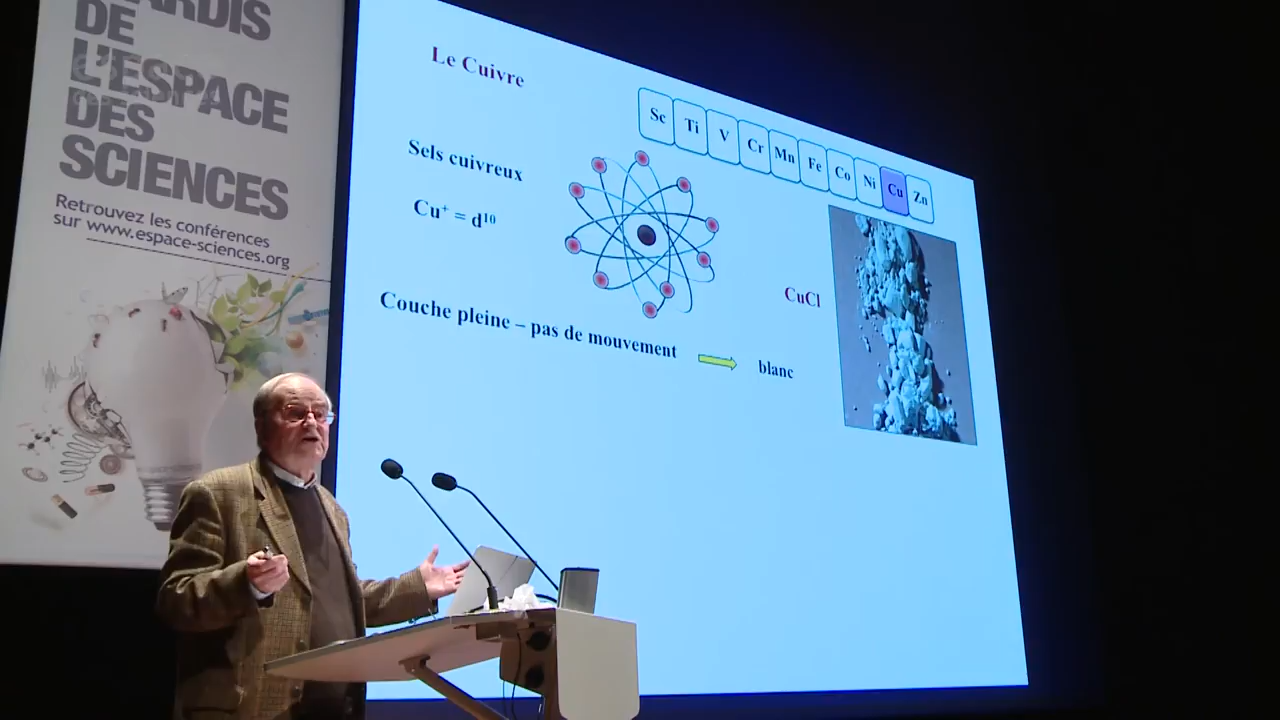 DE
L'ESPACE
DES
SCIENCES
Retrouvez les conférences
sur www.espace-sciences.org
Le Cuivre
Sc Ti V Cr Mn Fe Co Ni Cu Zn
Sels cuivreux
Cu⁺ = d¹⁰
CuCl
Couche pleine – pas de mouvement
blanc